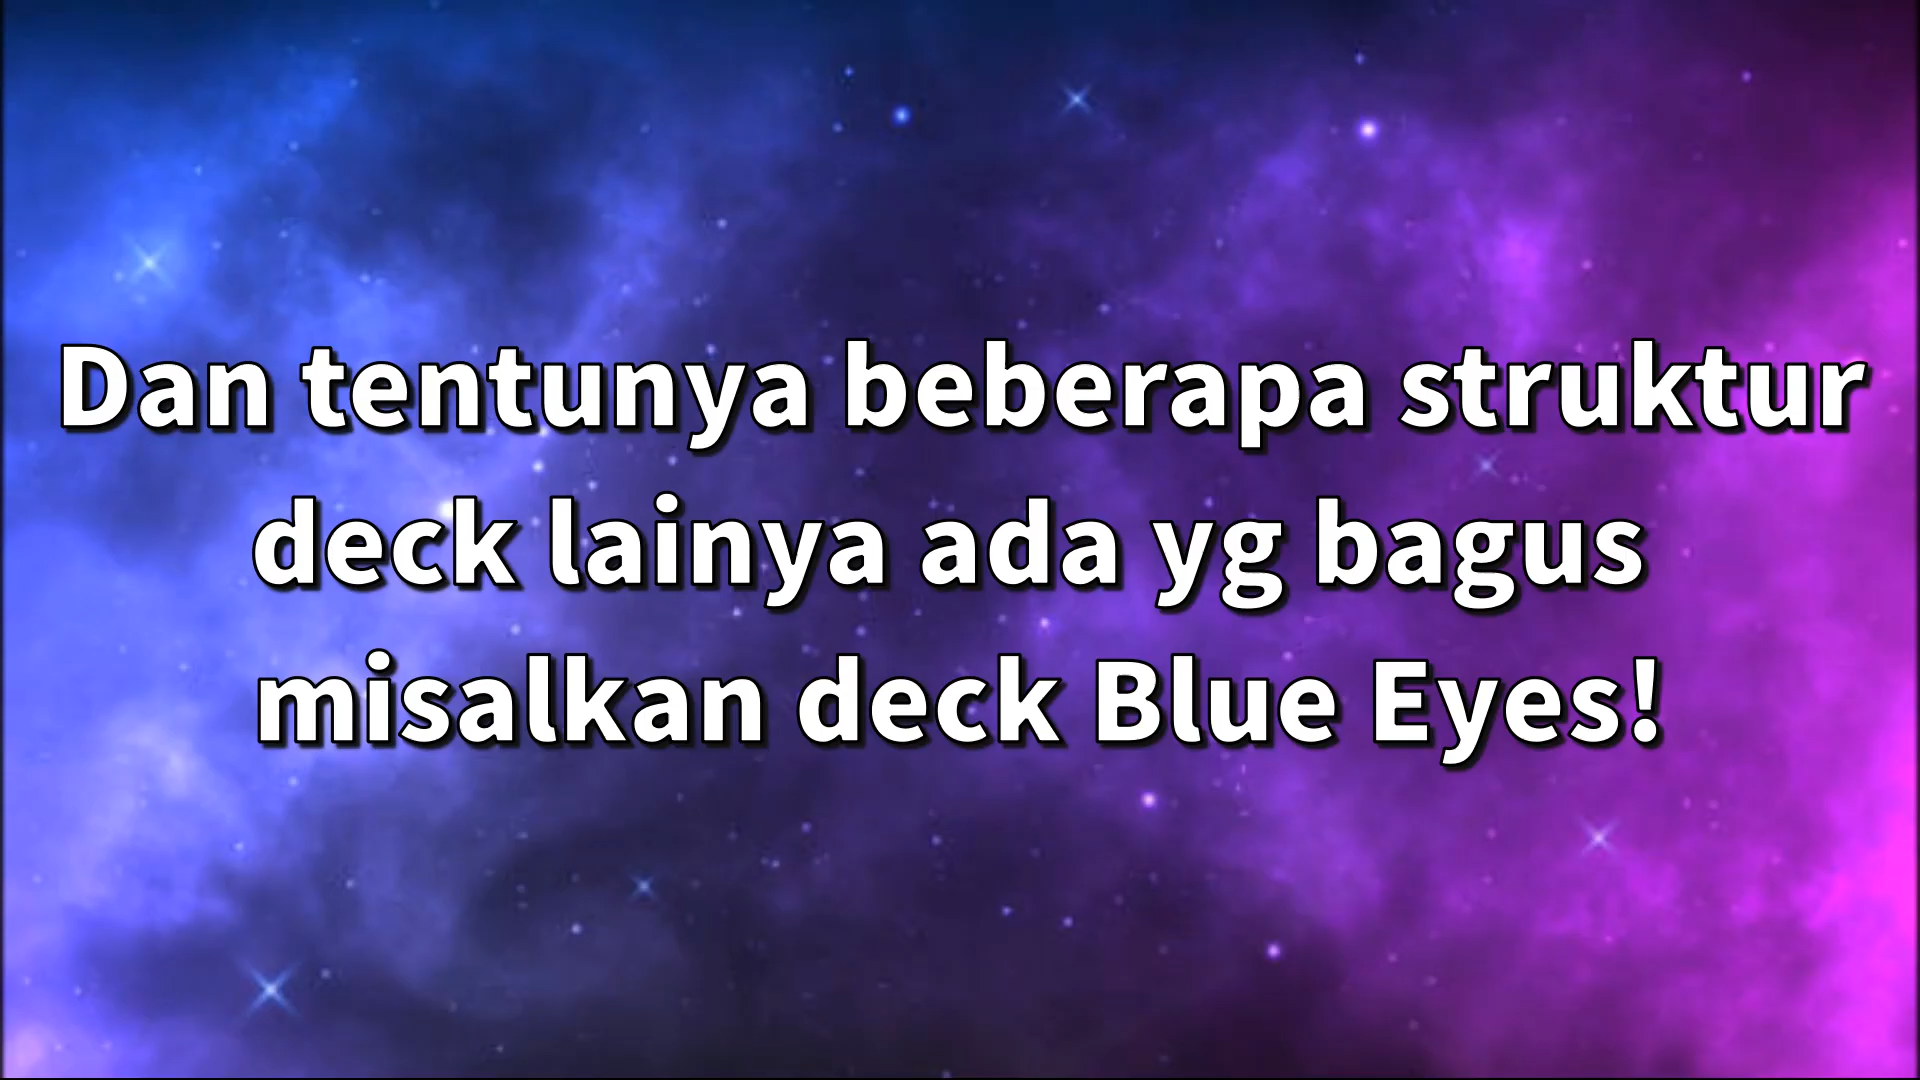 Dan tentunya beberapa struktur
deck lainya ada yg bagus
misalkan deck Blue Eyes!